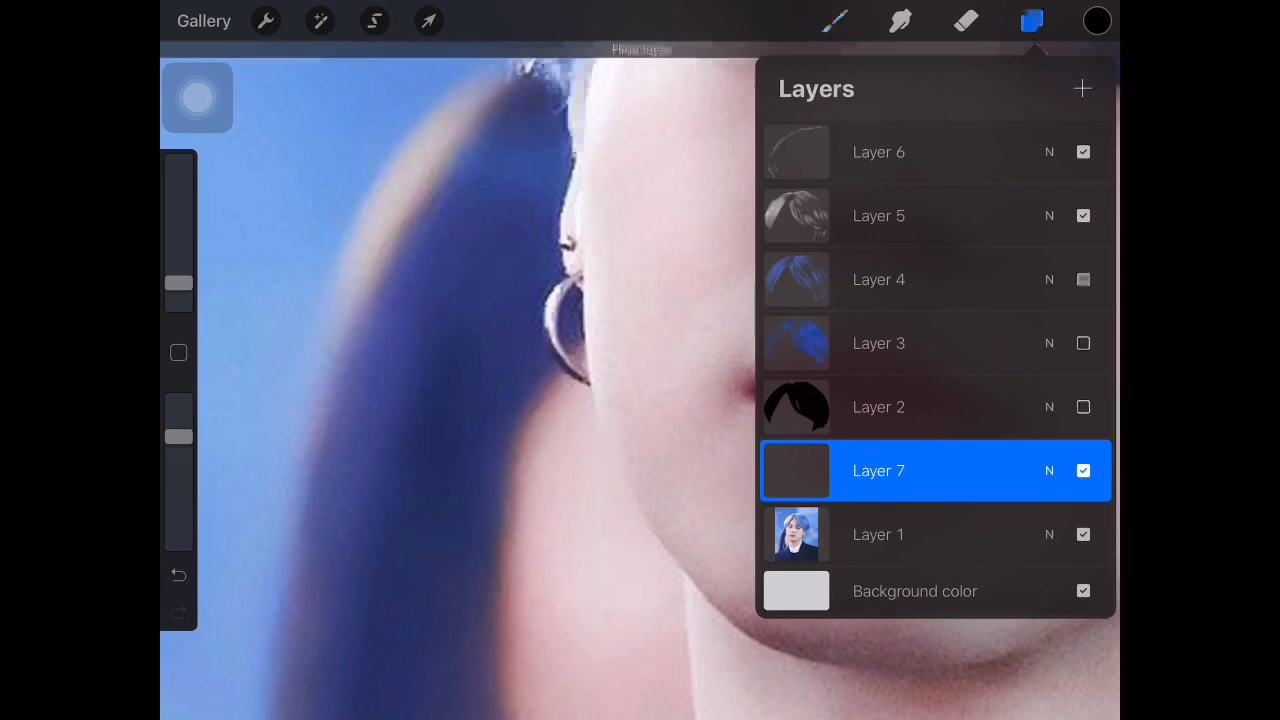 Gallery
Layers
Layer 6 N
Layer 5 N
Layer 4 N
Layer 3 N
Layer 2 N
Layer 7 N
Layer 1 N
Background color